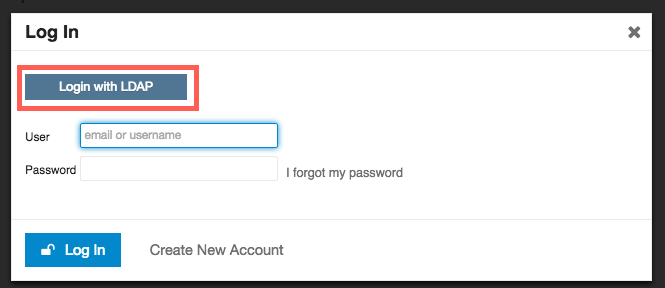 Log In
Login with LDAP
User email or username
Password I forgot my password
Log In Create New Account